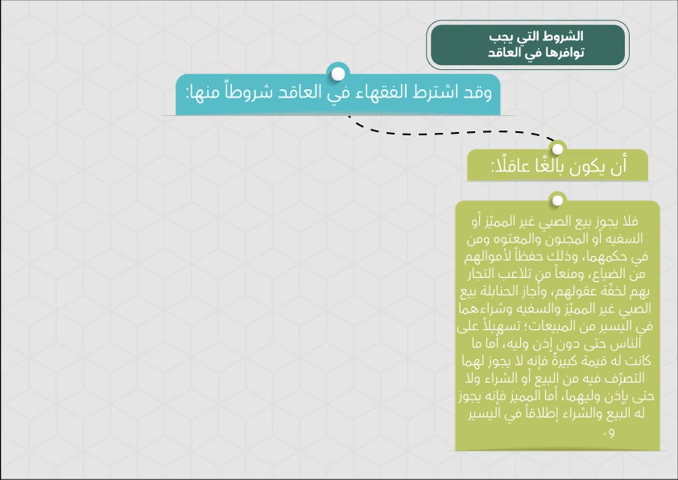 الشروط التي يجب
توافرها في العاقد
وقد اشترط الفقهاء في العاقد شروطاً منها:
أن يكون بالغًا عاقلًا:
فلا يجوز بيع الصبي غير المميّز أو
السفيه أو المجنون والمعتوه ومن
في حكمهما، وذلك حفظاً لأموالهم
من الضياع، ومنعاً من تلاعب التجار
بهم لخفّة عقولهم، وأجاز الحنابلة بيع
الصبي غير المميّز والسفيه وشراءهما
في اليسير من المبيعات؛ تسهيلاً على
الناس حتى دون إذن وليه، أما ما
كانت له قيمة كبيرةً فإنه لا يجوز لهما
التصرّف فيه من البيع أو الشراء ولا
حتى بإذن وليهما، أما المميز فإنه يجوز
له البيع والشراء إطلاقاً في اليسير
و .